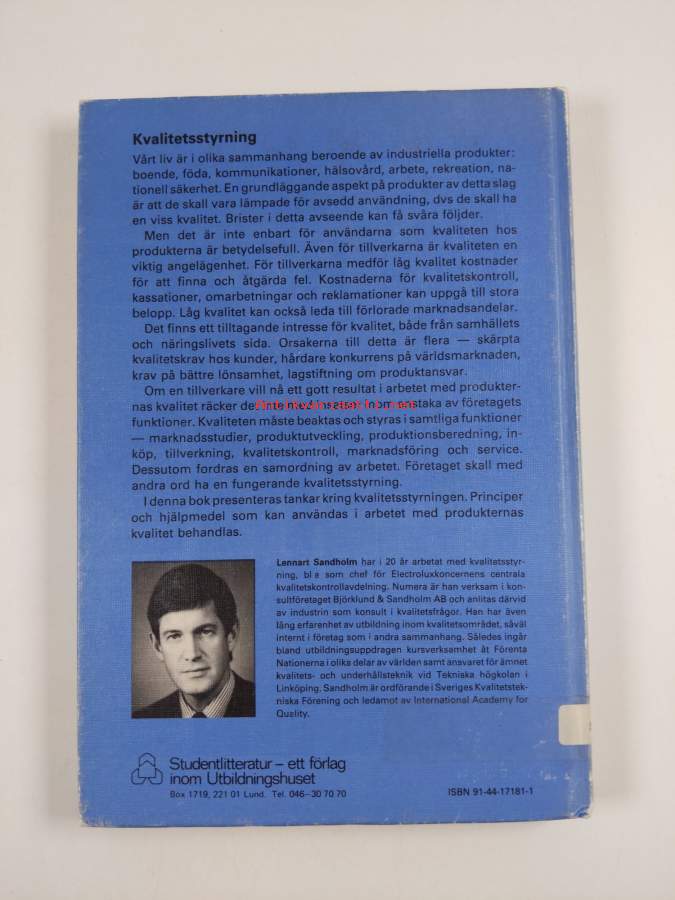 Kvalitetsstyrning
Vårt liv är i olika sammanhang beroende av industriella produkter:
boende, föda, kommunikationer, hälsovård, arbete, rekreation, na-
tionell säkerhet. En grundläggande aspekt på produkter av detta slag
är att de skall vara lämpade för avsedd användning, dvs de skall ha
en viss kvalitet. Brister i detta avseende kan få svåra följder.
Men det är inte enbart för användarna som kvaliteten hos
produkterna är betydelsefull. Även för tillverkarna är kvaliteten en
viktig angelägenhet. För tillverkarna medför låg kvalitet kostnader
för att finna och åtgärda fel. Kostnaderna för kvalitetskontroll,
kassationer, omarbetningar och reklamationer kan uppgå till stora
belopp. Låg kvalitet kan också leda till förlorade marknadsandelar.
Det finns ett tilltagande intresse för kvalitet, både från samhällets
och näringslivets sida. Orsakerna till detta är flera — skärpta
kvalitetskrav hos kunder, hårdare konkurrens på världsmarknaden,
krav på bättre lönsamhet, lagstiftning om produktansvar.
Om en tillverkare vill nå ett gott resultat i arbetet med produkter-
nas kvalitet räcker det inte med insatser inom enstaka av företagets
funktioner. Kvaliteten måste beaktas och styras i samtliga funktioner
— marknadsstudier, produktutveckling, produktionsberedning, in-
köp, tillverkning, kvalitetskontroll, marknadsföring och service.
Dessutom fordras en samordning av arbetet. Företaget skall med
andra ord ha en fungerande kvalitetsstyrning.
I denna bok presenteras tankar kring kvalitetsstyrningen. Principer
och hjälpmedel som kan användas i arbetet med produkternas
kvalitet behandlas.
Lennart Sandholm har i 20 år arbetat med kvalitetsstyr-
ning, bl a som chef för Electroluxkoncernens centrala
kvalitetskontrollavdelning. Numera är han verksam i kon-
sultföretaget Björklund & Sandholm AB och anlitas därvid
av industrin som konsult i kvalitetsfrågor. Han har även
lång erfarenhet av utbildning inom kvalitetsområdet, såväl
internt i företag som i andra sammanhang. Således ingår
bland utbildningsuppdragen kursverksamhet åt Förenta
Nationerna i olika delar av världen samt ansvaret för ämnet
kvalitets- och underhållsteknik vid Tekniska högkolan i
Linköping. Sandholm är ordförande i Sveriges Kvalitetstek-
niska Förening och ledamot av International Academy for
Quality.
Studentlitteratur – ett förlag
inom Utbildningshuset
Box 1719, 221 01 Lund. Tel. 046–30 70 70
ISBN 91-44-17181-1